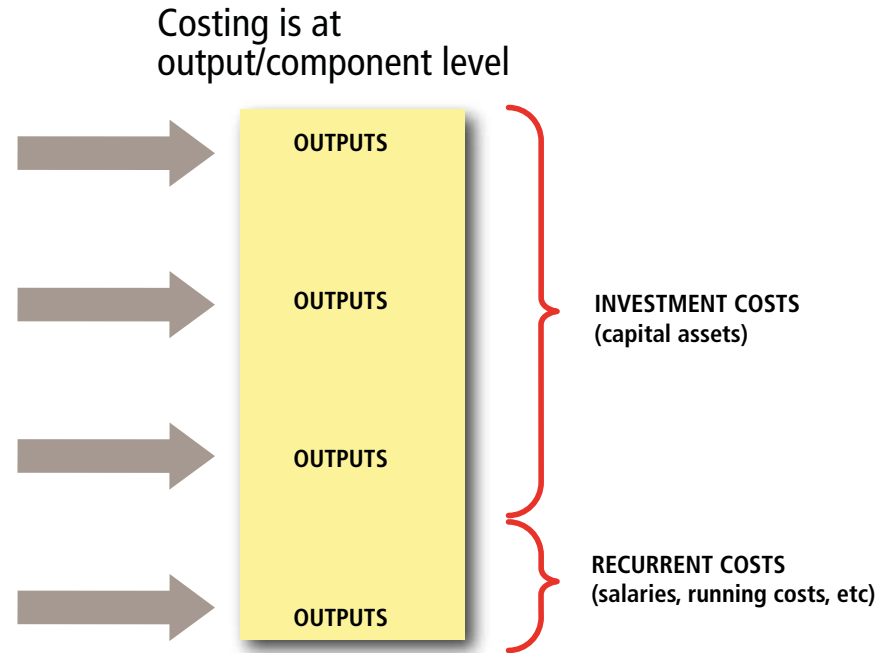 Costing is at
output/component level
OUTPUTS
OUTPUTS
INVESTMENT COSTS
(capital assets)
OUTPUTS
RECURRENT COSTS
(salaries, running costs, etc)
OUTPUTS